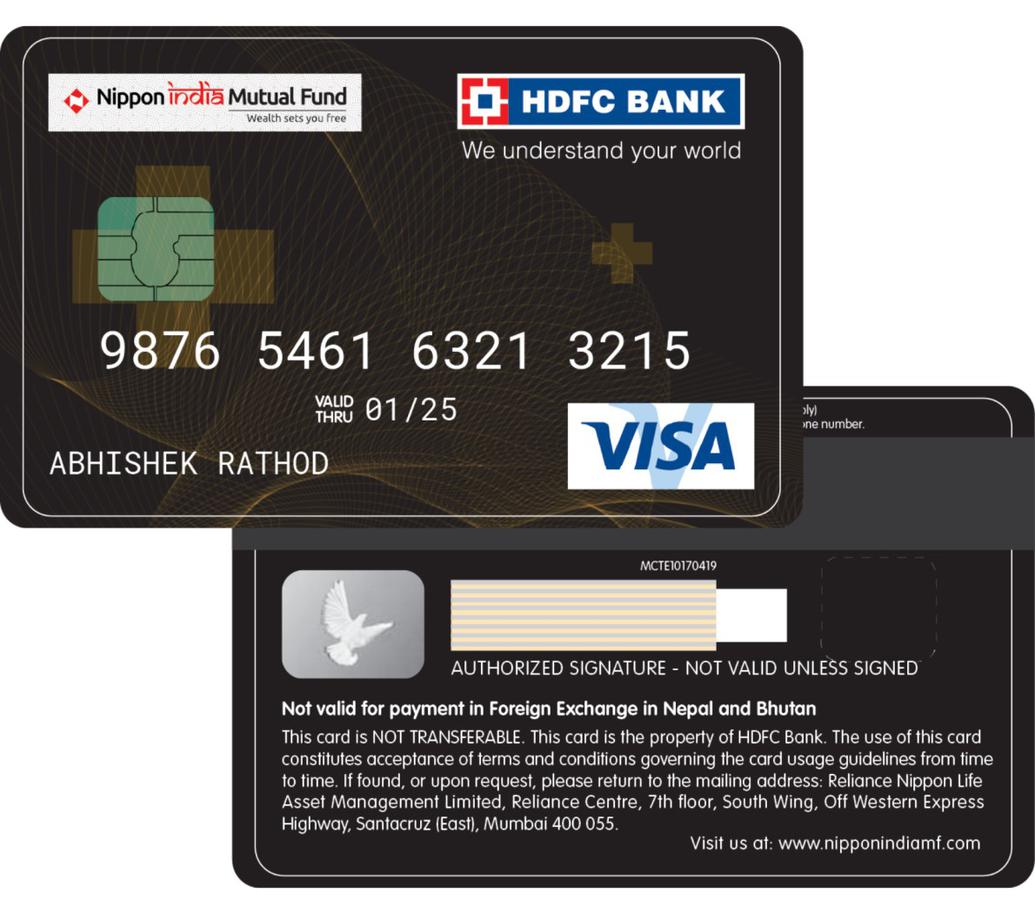 Nippon india Mutual Fund
Wealth sets you free
HDFC BANK
We understand your world
9876 5461 6321 3215
VALID
THRU 01/25
ABHISHEK RATHOD
VISA
one number.
MCTE10170419
AUTHORIZED SIGNATURE - NOT VALID UNLESS SIGNED
Not valid for payment in Foreign Exchange in Nepal and Bhutan
This card is NOT TRANSFERABLE. This card is the property of HDFC Bank. The use of this card
constitutes acceptance of terms and conditions governing the card usage guidelines from time
to time. If found, or upon request, please return to the mailing address: Reliance Nippon Life
Asset Management Limited, Reliance Centre, 7th floor, South Wing, Off Western Express
Highway, Santacruz (East), Mumbai 400 055.
Visit us at: www.nipponindiamf.com